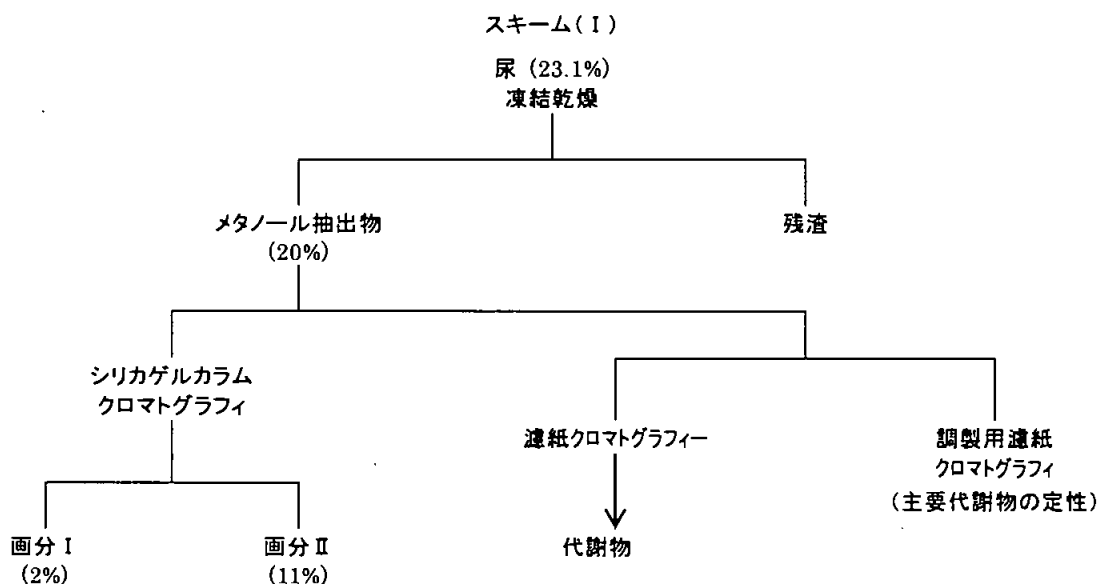 スキーム(Ⅰ)
尿 (23.1%)
凍結乾燥
メタノール抽出物
(20%)
残渣
シリカゲルカラム
クロマトグラフィ
濾紙クロマトグラフィー
調製用濾紙
クロマトグラフィ
(主要代謝物の定性)
画分Ⅰ
(2%)
画分Ⅱ
(11%)
代謝物